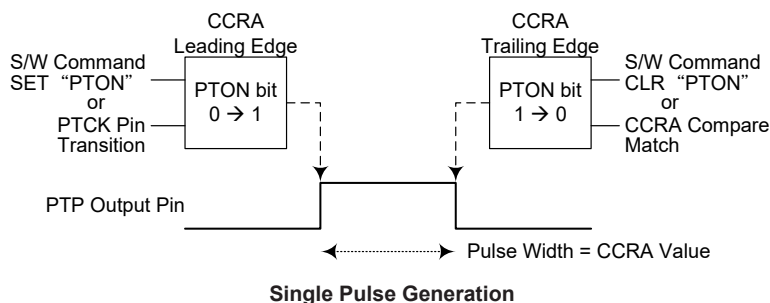 CCRA
Leading Edge
S/W Command
SET “PTON”
or
PTCK Pin
Transition
PTON bit
0 → 1
CCRA
Trailing Edge
PTON bit
1 → 0
S/W Command
CLR “PTON”
or
CCRA Compare
Match
PTP Output Pin
Pulse Width = CCRA Value
Single Pulse Generation